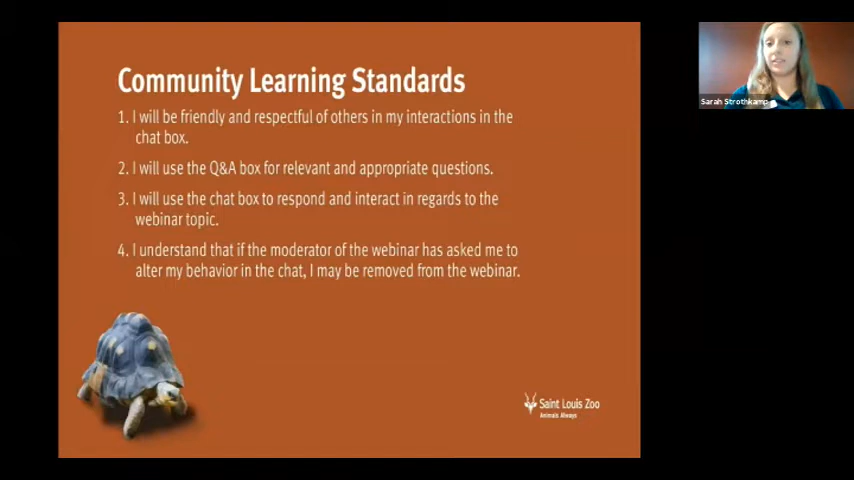 Community Learning Standards
1. I will be friendly and respectful of others in my interactions in the
chat box.
2. I will use the Q&A box for relevant and appropriate questions.
3. I will use the chat box to respond and interact in regards to the
webinar topic.
4. I understand that if the moderator of the webinar has asked me to
alter my behavior in the chat, I may be removed from the webinar.
Saint Louis Zoo
Animals Always
Sarah Strothkamp